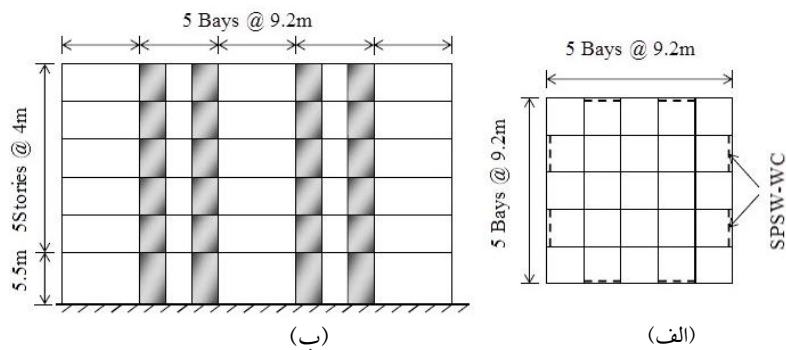 5 Bays @ 9.2m
5Stories @ 4m
5.5m
(ب)
5 Bays @ 9.2m
5 Bays @ 9.2m
SPSW-WC
(الف)